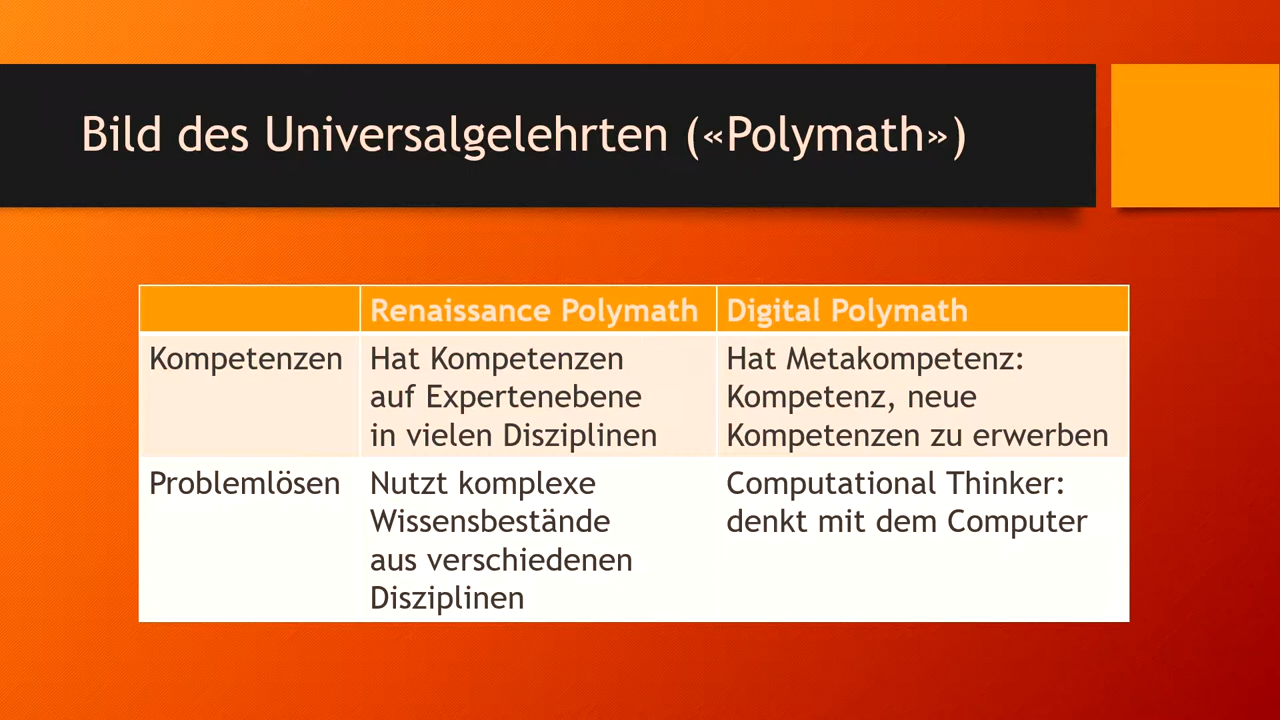 Bild des Universalgelehrten («Polymath»)
Renaissance Polymath
Digital Polymath
Kompetenzen
Hat Kompetenzen
auf Expertenebene
in vielen Disziplinen
Hat Metakompetenz:
Kompetenz, neue
Kompetenzen zu erwerben
Problemlösen
Nutzt komplexe
Wissensbestände
aus verschiedenen
Disziplinen
Computational Thinker:
denkt mit dem Computer